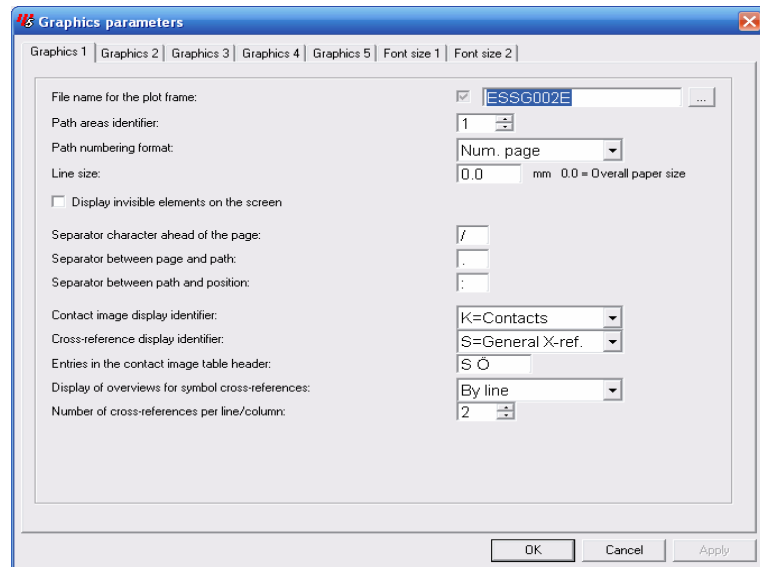 Graphics parameters
Graphics 1 Graphics 2 Graphics 3 Graphics 4 Graphics 5 Font size 1 Font size 2
File name for the plot frame: ESSG002E ...
Path areas identifier: 1
Path numbering format: Num. page
Line size: 0.0 mm 0.0 = Overall paper size
Display invisible elements on the screen
Separator character ahead of the page: /
Separator between page and path: .
Separator between path and position: :
Contact image display identifier: K=Contacts
Cross-reference display identifier: S=General X-ref.
Entries in the contact image table header: S Ö
Display of overviews for symbol cross-references: By line
Number of cross-references per line/column: 2
OK Cancel Apply